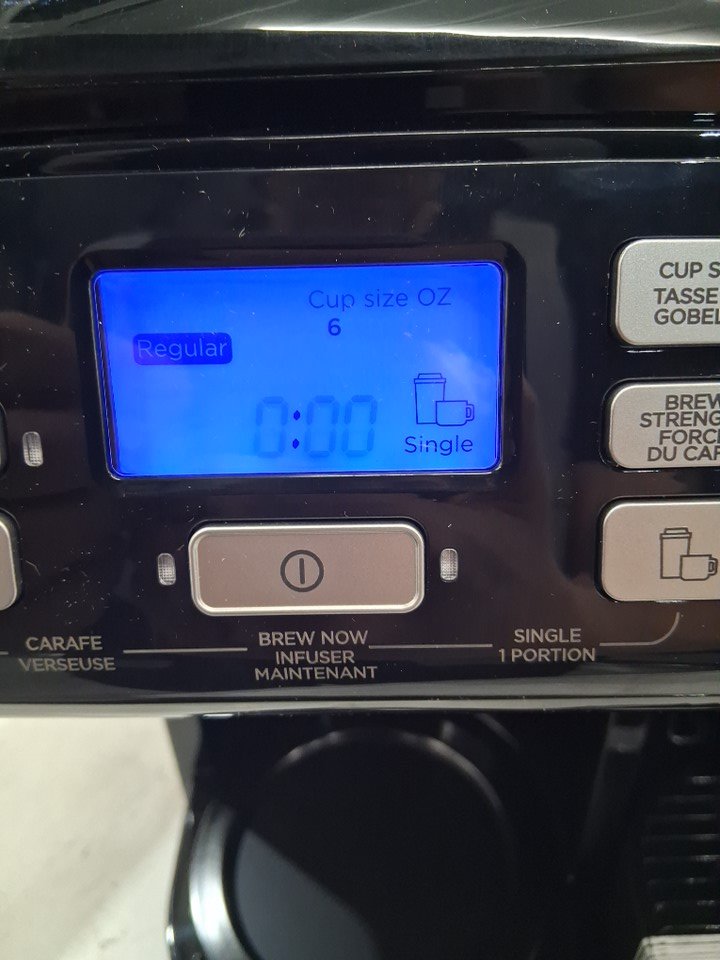 Cup size OZ
6
Regular
0:00
Single
CUP S
TASSE
GOBEL
BREW
STRENG
FORCE
DU CAF
CARAFE
VERSEUSE
BREW NOW
INFUSER
MAINTENANT
SINGLE
1 PORTION